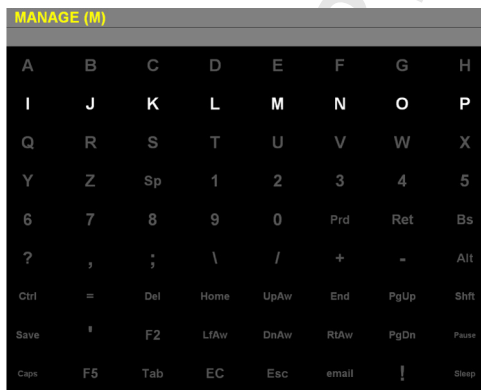 MANAGE (M)
A B C D E F G H
I J K L M N O P
Q R S T U V W X
Y Z Sp 1 2 3 4 5
6 7 8 9 0 Prd Ret Bs
? , ; \ / + - Alt
Ctrl = Del Home UpAw End PgUp Shft
Save ' F2 LfAw DnAw RtAw PgDn Pause
Caps F5 Tab EC Esc email ! Sleep